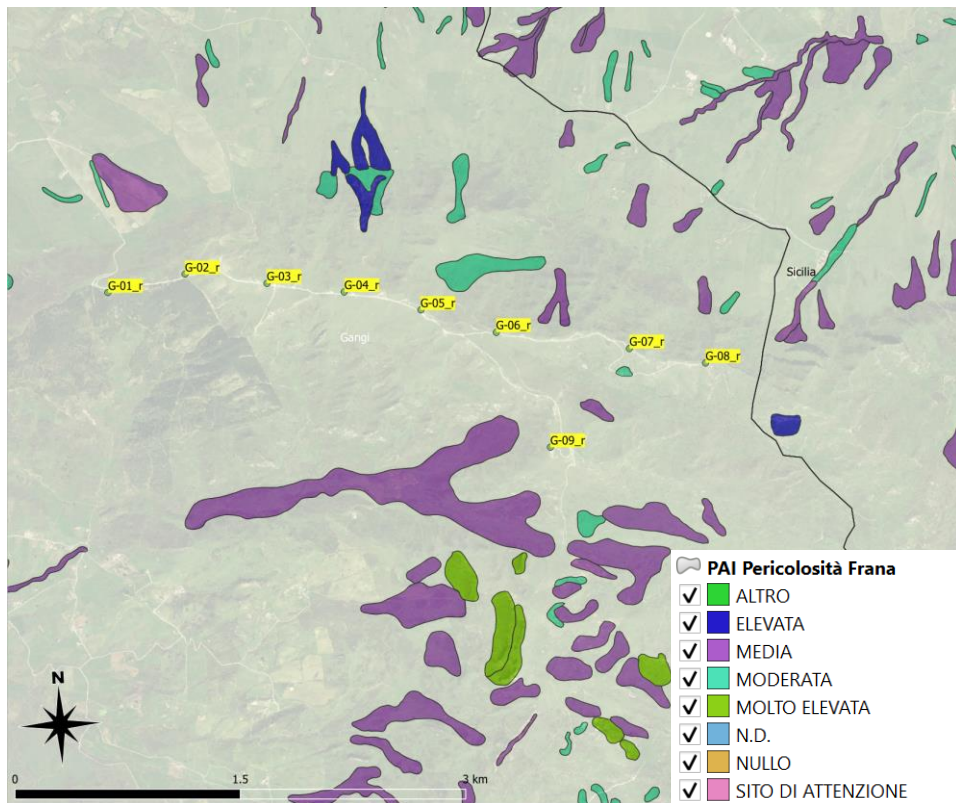 Sicilia
G-02_r
G-01_r
G-03_r
G-04_r
G-05_r
G-06_r
Gangi
G-07_r
G-08_r
G-09_r
PAI Pericolosità Frana
ALTRO
ELEVATA
MEDIA
MODERATA
MOLTO ELEVATA
N.D.
NULLO
SITO DI ATTENZIONE
N
0 1.5 3 km